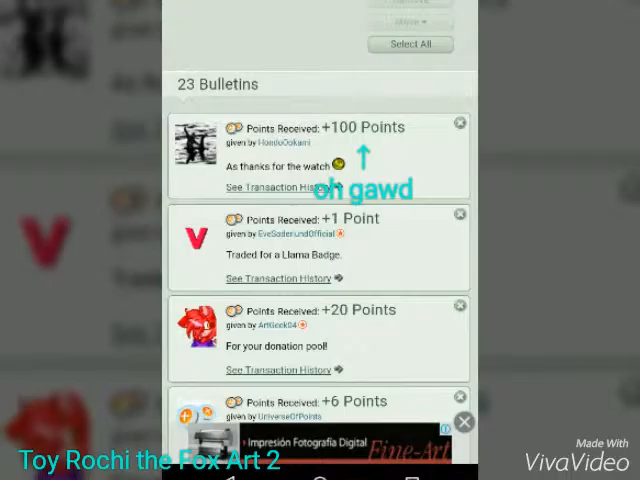 Move
Select All
23 Bulletins
Points Received: +100 Points
given by HondoOokami
As thanks for the watch
See Transaction History
oh gawd
Points Received: +1 Point
given by EveSaderlundOfficial
Traded for a Llama Badge.
See Transaction History
Points Received: +20 Points
given by ArtGeek04
For your donation pool!
See Transaction History
Points Received: +6 Points
given by UniverseOfPoints
Impresión Fotografía Digital
Fine-Art
Toy Rochi the Fox Art 2
Made With
VivaVideo